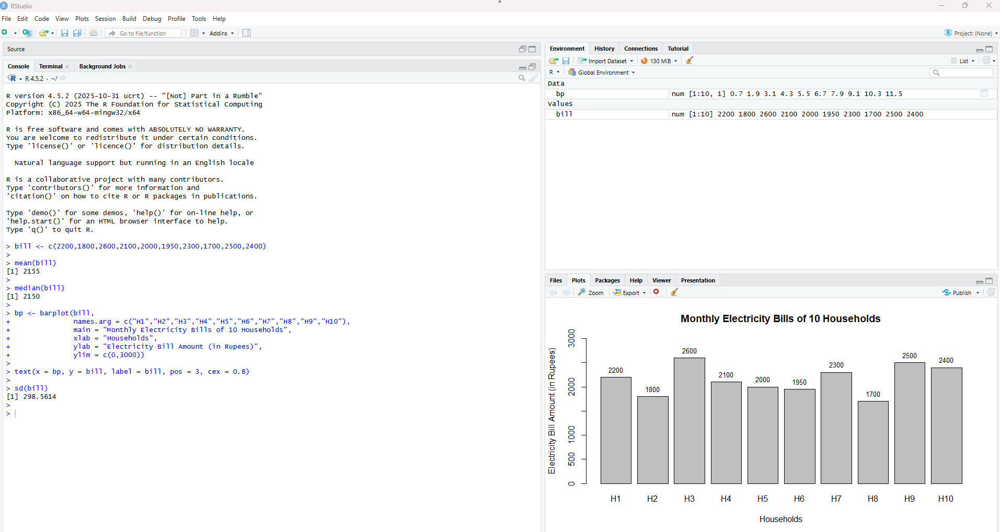 RStudio
File Edit Code View Plots Session Build Debug Profile Tools Help
Go to file/function Addins Project: (None)
Source
Console Terminal Background Jobs
R 4.5.2 · ~/
R version 4.5.2 (2025-10-31 ucrt) -- "[Not] Part in a Rumble"
Copyright (C) 2025 The R Foundation for Statistical Computing
Platform: x86_64-w64-mingw32/x64
R is free software and comes with ABSOLUTELY NO WARRANTY.
You are welcome to redistribute it under certain conditions.
Type 'license()' or 'licence()' for distribution details.
Natural language support but running in an English locale
R is a collaborative project with many contributors.
Type 'contributors()' for more information and
'citation()' on how to cite R or R packages in publications.
Type 'demo()' for some demos, 'help()' for on-line help, or
'help.start()' for an HTML browser interface to help.
Type 'q()' to quit R.
> bill <- c(2200,1800,2600,2100,2000,1950,2300,1700,2500,2400)
>
> mean(bill)
[1] 2155
>
> median(bill)
[1] 2150
>
> bp <- barplot(bill,
+ names.arg = c("H1","H2","H3","H4","H5","H6","H7","H8","H9","H10"),
+ main = "Monthly Electricity Bills of 10 Households",
+ xlab = "Households",
+ ylab = "Electricity Bill Amount (in Rupees)",
+ ylim = c(0,3000))
>
> text(x = bp, y = bill, label = bill, pos = 3, cex = 0.8)
>
> sd(bill)
[1] 298.5614
>
>
Environment History Connections Tutorial
Import Dataset 130 MiB List
R Global Environment
Data
bp num [1:10, 1] 0.7 1.9 3.1 4.3 5.5 6.7 7.9 9.1 10.3 11.5
Values
bill num [1:10] 2200 1800 2600 2100 2000 1950 2300 1700 2500 2400
Files Plots Packages Help Viewer Presentation
Zoom Export Publish
Monthly Electricity Bills of 10 Households
Electricity Bill Amount (in Rupees)
3000
2000
1000
500
0
2200 1800 2600 2100 2000 1950 2300 1700 2500 2400
H1 H2 H3 H4 H5 H6 H7 H8 H9 H10
Households